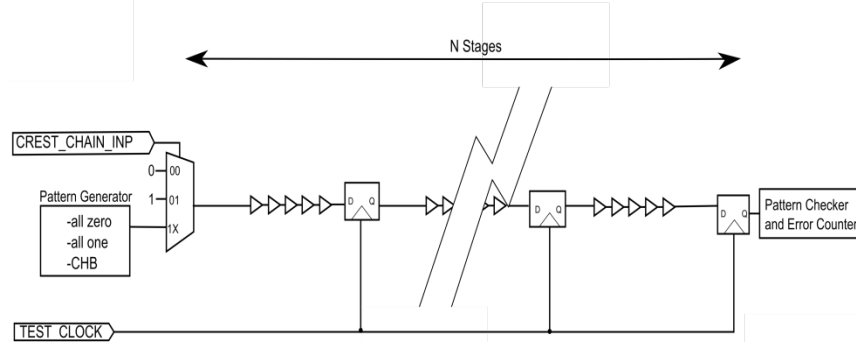 N Stages
CREST_CHAIN_INP
0 00
1 01
1X
Pattern Generator
-all zero
-all one
-CHB
D Q
D Q
D Q
Pattern Checker
and Error Counter
TEST_CLOCK